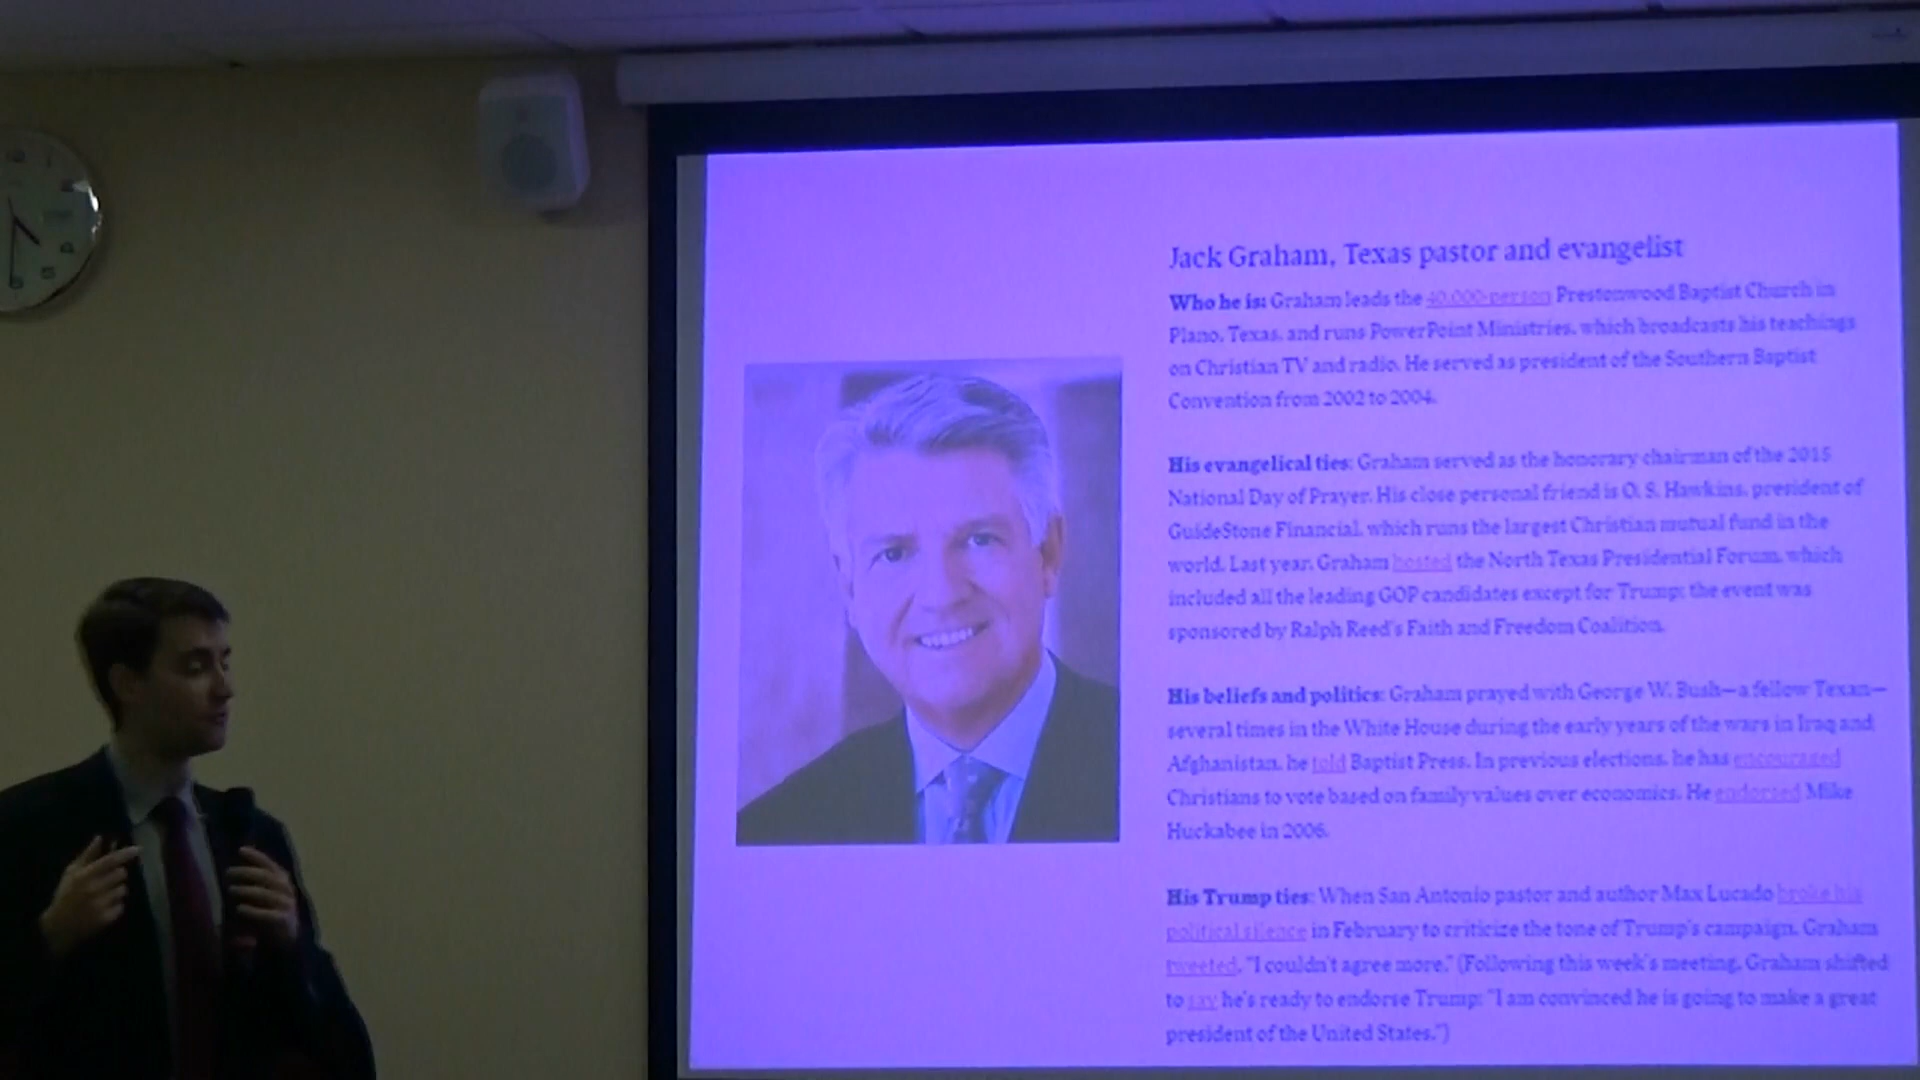 Jack Graham, Texas pastor and evangelist
Who he is: Graham leads the 40,000-person Prestonwood Baptist Church in
Plano, Texas, and runs PowerPoint Ministries, which broadcasts his teachings
on Christian TV and radio. He served as president of the Southern Baptist
Convention from 2002 to 2004.
His evangelical ties: Graham served as the honorary chairman of the 2015
National Day of Prayer. His close personal friend is O. S. Hawkins, president of
GuideStone Financial, which runs the largest Christian mutual fund in the
world. Last year, Graham hosted the North Texas Presidential Forum, which
included all the leading GOP candidates except for Trump; the event was
sponsored by Ralph Reed's Faith and Freedom Coalition.
His beliefs and politics: Graham prayed with George W. Bush—a fellow Texan—
several times in the White House during the early years of the wars in Iraq and
Afghanistan, he told Baptist Press. In previous elections, he has encouraged
Christians to vote based on family values over economics. He endorsed Mike
Huckabee in 2006.
His Trump ties: When San Antonio pastor and author Max Lucado broke his
political silence in February to criticize the tone of Trump's campaign, Graham
tweeted, "I couldn't agree more." (Following this week's meeting, Graham shifted
to say he's ready to endorse Trump: "I am convinced he is going to make a great
president of the United States.")